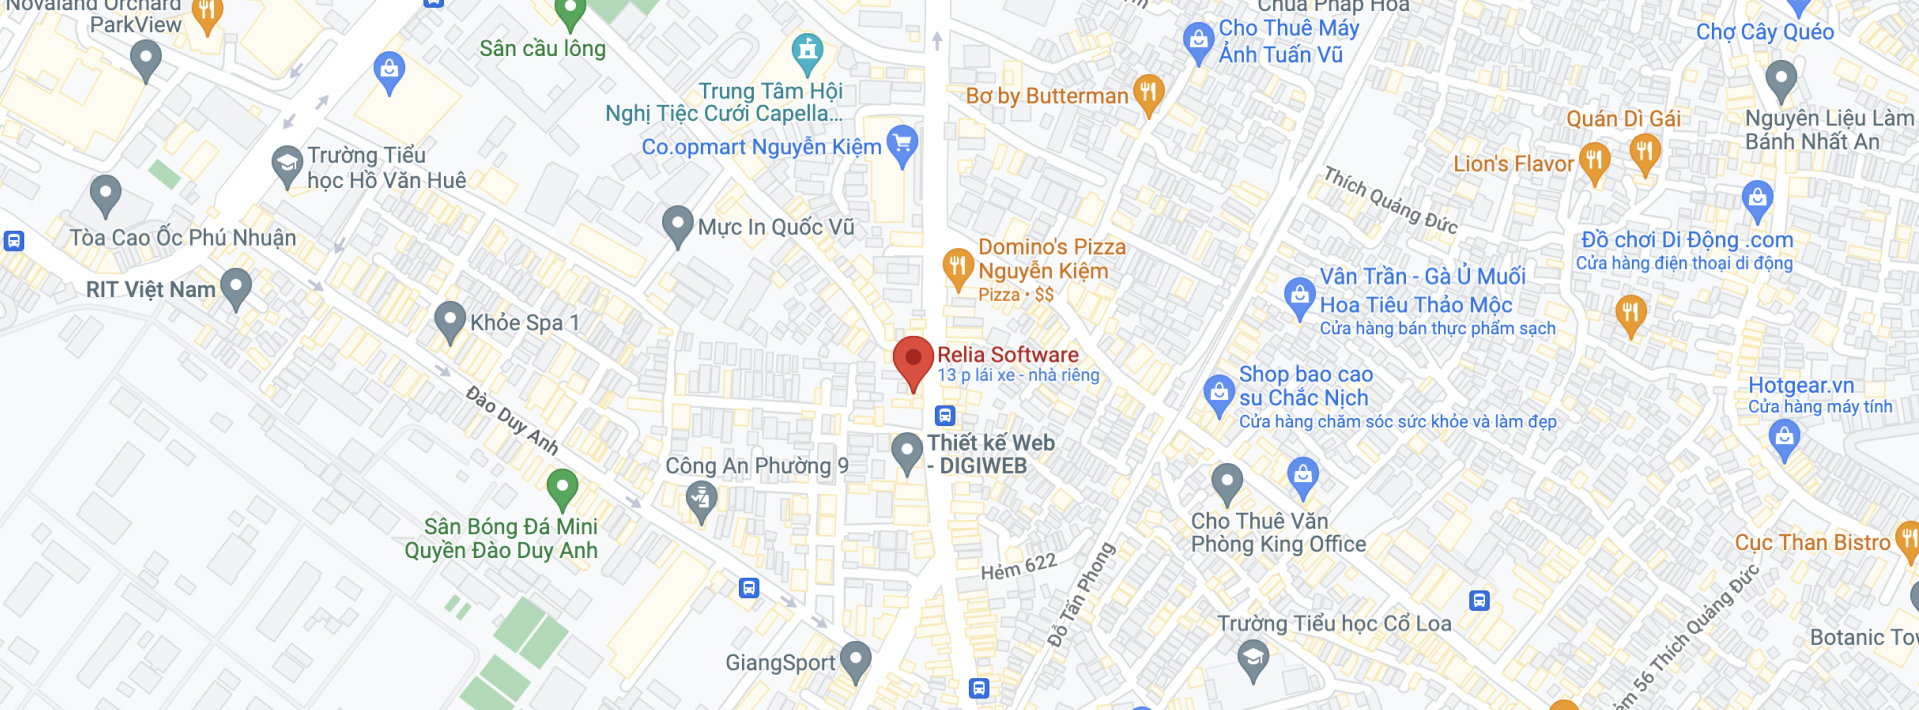 Novaland Orchard
ParkView
Sân cầu lông
Trung Tâm Hội
Nghị Tiệc Cưới Capella...
Co.opmart Nguyễn Kiệm
Bơ by Butterman
Chùa Pháp Hoa
Cho Thuê Máy
Ảnh Tuấn Vũ
Chợ Cây Quéo
Quán Dì Gái
Lion's Flavor
Nguyên Liệu Làm
Bánh Nhất An
Trường Tiểu
học Hồ Văn Huê
Tòa Cao Ốc Phú Nhuận
Mực In Quốc Vũ
Thích Quảng Đức
Đồ chơi Di Động .com
Cửa hàng điện thoại di động
Domino's Pizza
Nguyễn Kiệm
Pizza • $$
RIT Việt Nam
Khỏe Spa 1
Vân Trần - Gà Ủ Muối
Hoa Tiêu Thảo Mộc
Cửa hàng bán thực phẩm sạch
Relia Software
13 p lái xe - nhà riêng
Shop bao cao
su Chắc Nịch
Cửa hàng chăm sóc sức khỏe và làm đẹp
Hotgear.vn
Cửa hàng máy tính
Đào Duy Anh
Thiết kế Web
- DIGIWEB
Công An Phường 9
Sân Bóng Đá Mini
Quyền Đào Duy Anh
Cho Thuê Văn
Phòng King Office
Cục Than Bistro
Hẻm 622
Đỗ Tấn Phong
Trường Tiểu học Cổ Loa
56 Thích Quảng Đức
Botanic
GiangSport